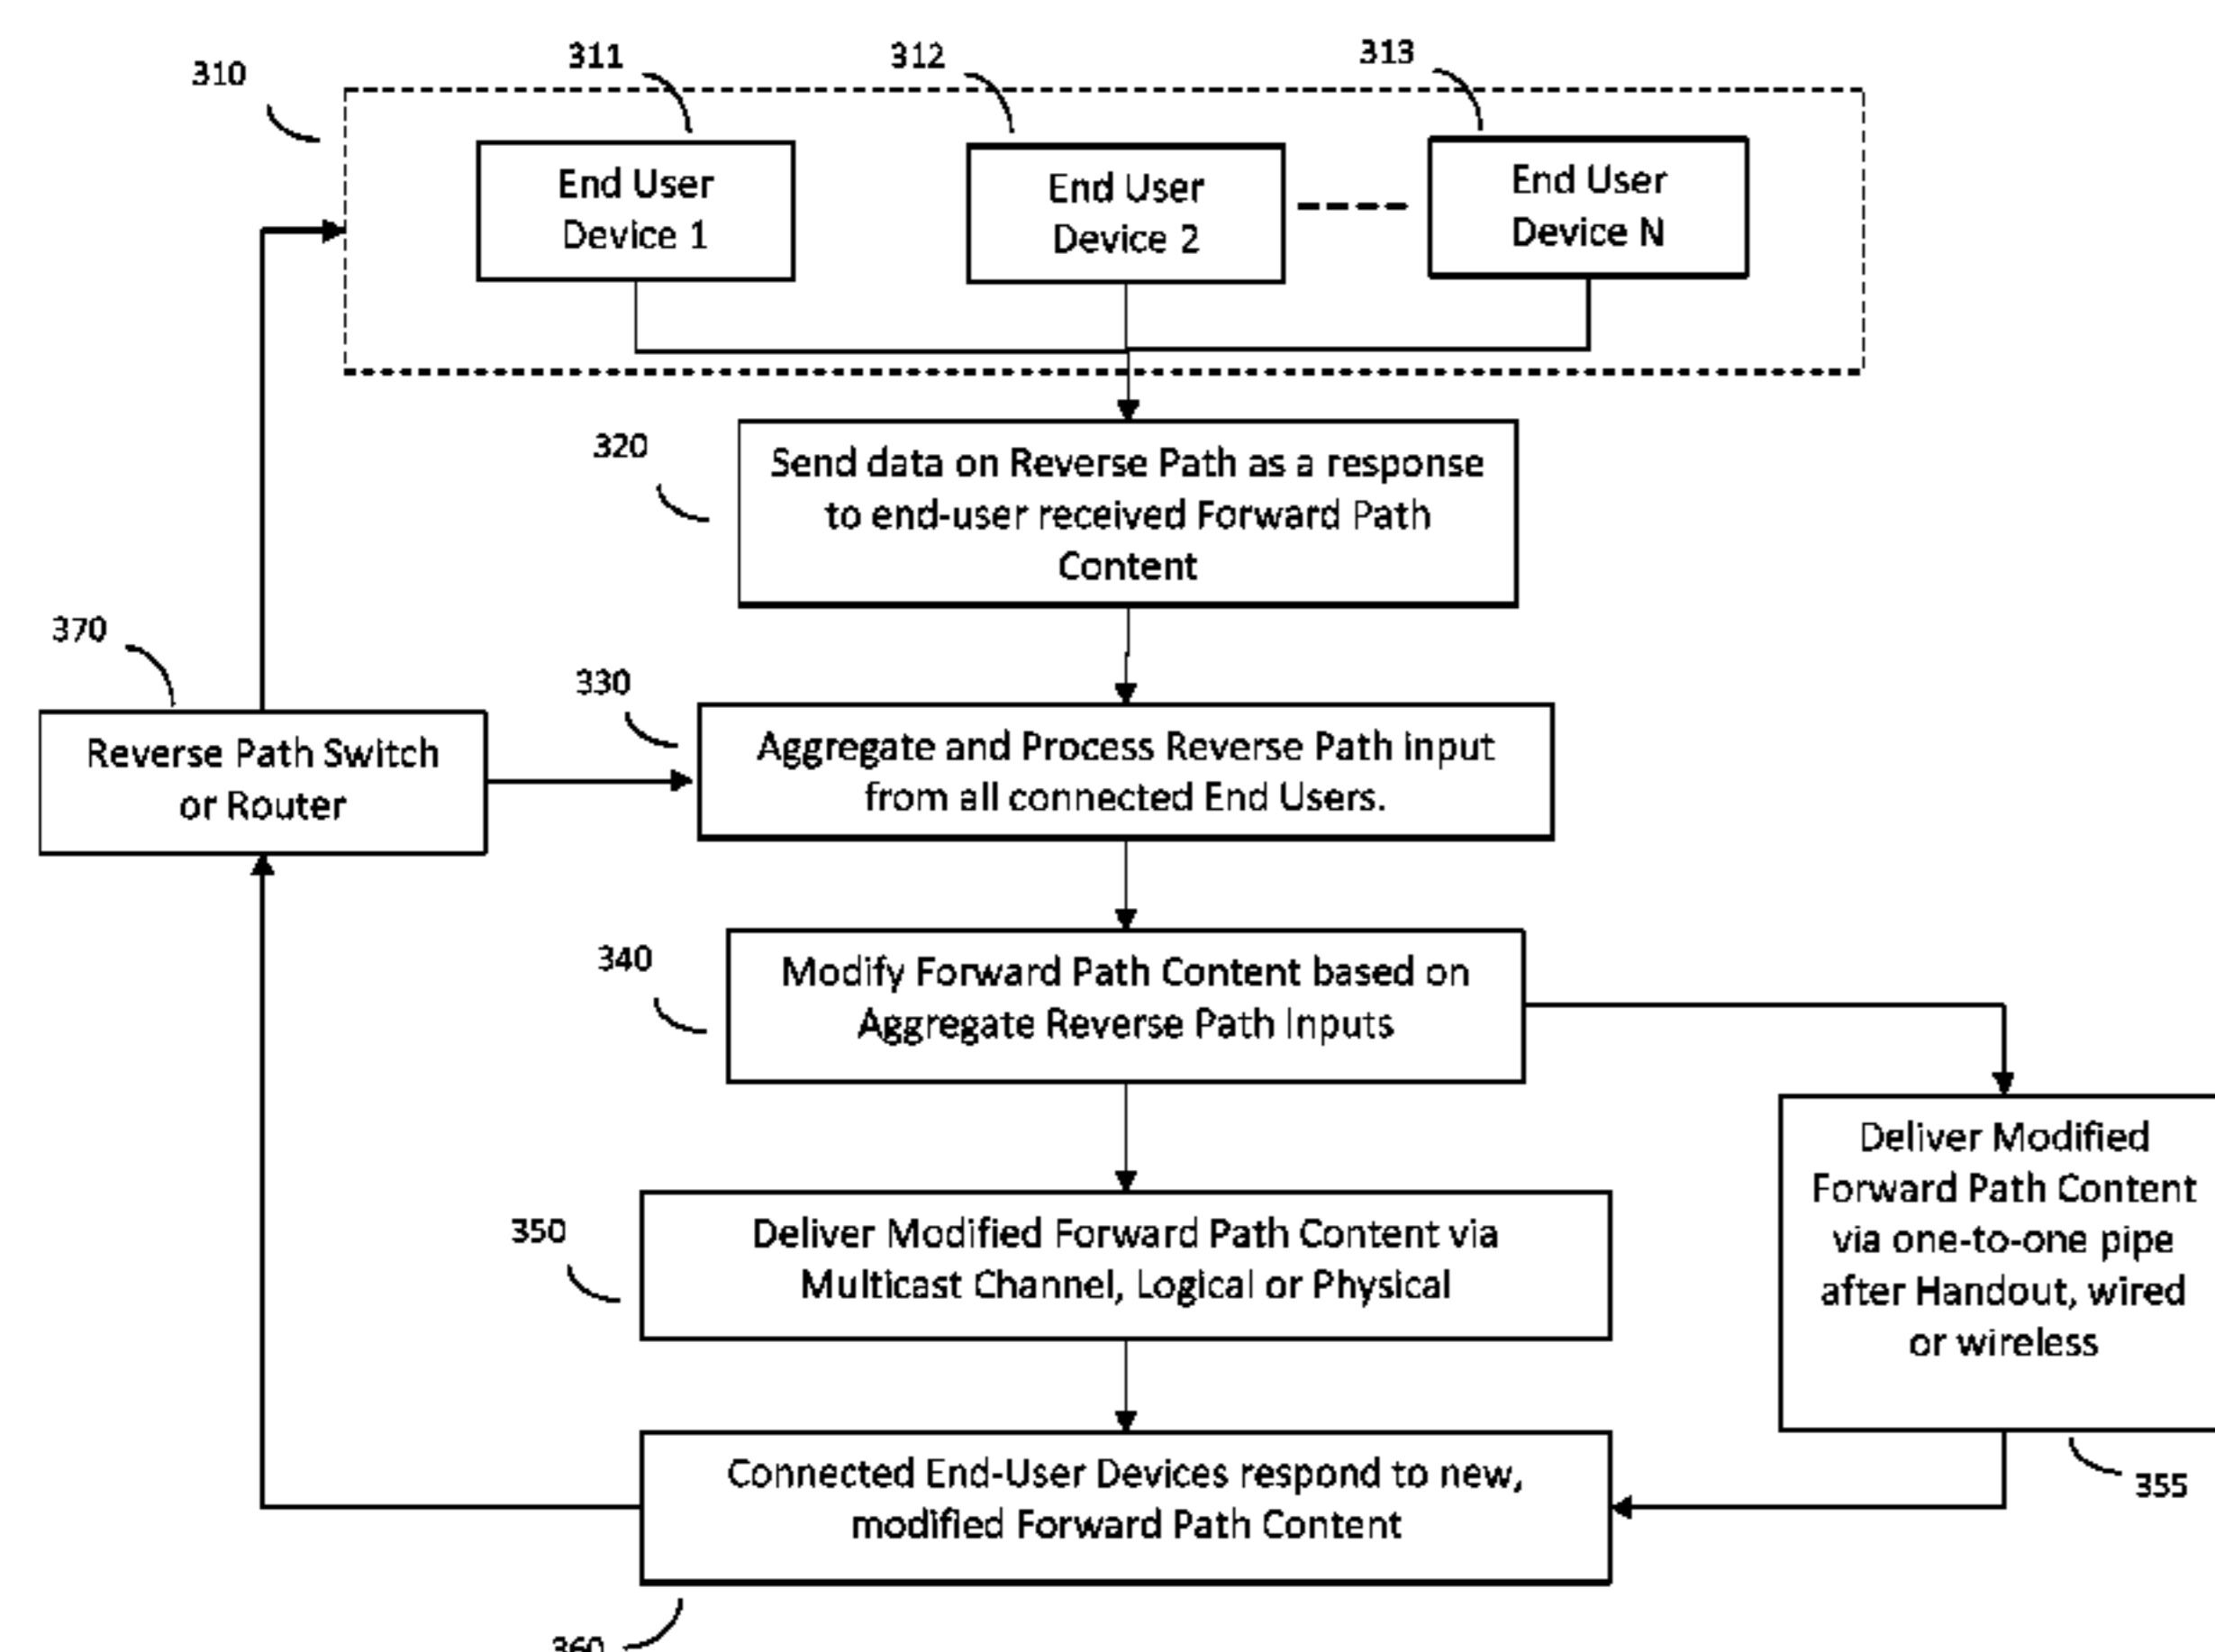 310
311
312
313
End User
Device 1
End User
Device 2
End User
Device N
320
Send data on Reverse Path as a response
to end-user received Forward Path
Content
370
Reverse Path Switch
or Router
330
Aggregate and Process Reverse Path input
from all connected End Users.
340
Modify Forward Path Content based on
Aggregate Reverse Path Inputs
350
Deliver Modified Forward Path Content via
Multicast Channel, Logical or Physical
Deliver Modified
Forward Path Content
via one-to-one pipe
after Handout, wired
or wireless
355
Connected End-User Devices respond to new,
modified Forward Path Content
360